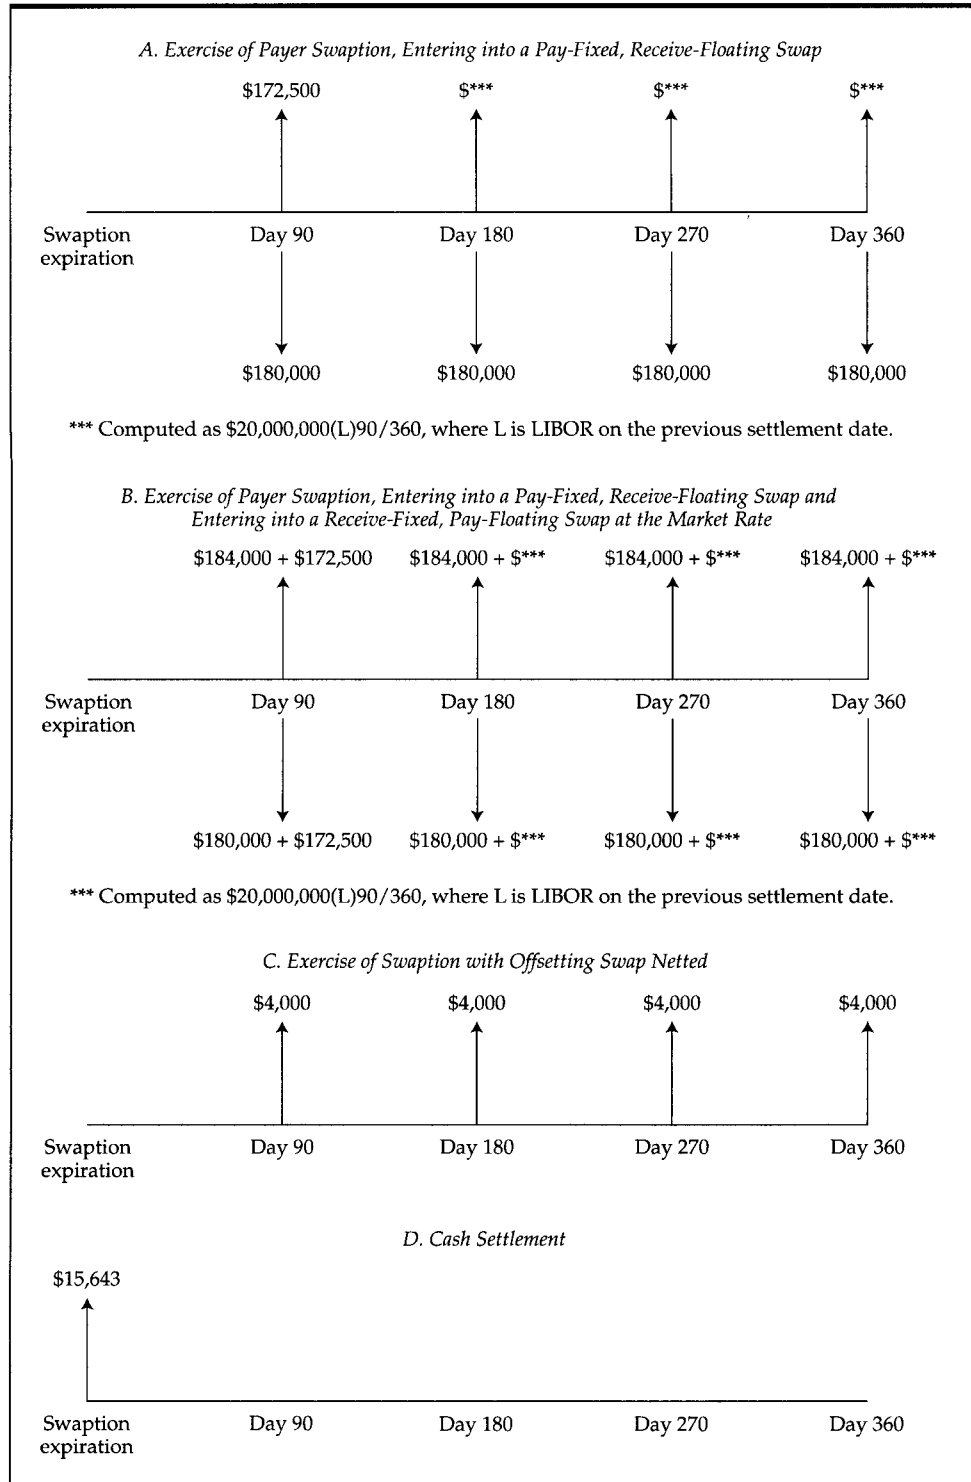 A. Exercise of Payer Swaption, Entering into a Pay-Fixed, Receive-Floating Swap
$172,500 $*** $*** $***
Swaption expiration Day 90 Day 180 Day 270 Day 360
$180,000 $180,000 $180,000 $180,000
*** Computed as $20,000,000(L)90/360, where L is LIBOR on the previous settlement date.
B. Exercise of Payer Swaption, Entering into a Pay-Fixed, Receive-Floating Swap and
Entering into a Receive-Fixed, Pay-Floating Swap at the Market Rate
$184,000 + $172,500 $184,000 + $*** $184,000 + $*** $184,000 + $***
Swaption expiration Day 90 Day 180 Day 270 Day 360
$180,000 + $172,500 $180,000 + $*** $180,000 + $*** $180,000 + $***
*** Computed as $20,000,000(L)90/360, where L is LIBOR on the previous settlement date.
C. Exercise of Swaption with Offsetting Swap Netted
$4,000 $4,000 $4,000 $4,000
Swaption expiration Day 90 Day 180 Day 270 Day 360
D. Cash Settlement
$15,643
Swaption expiration Day 90 Day 180 Day 270 Day 360